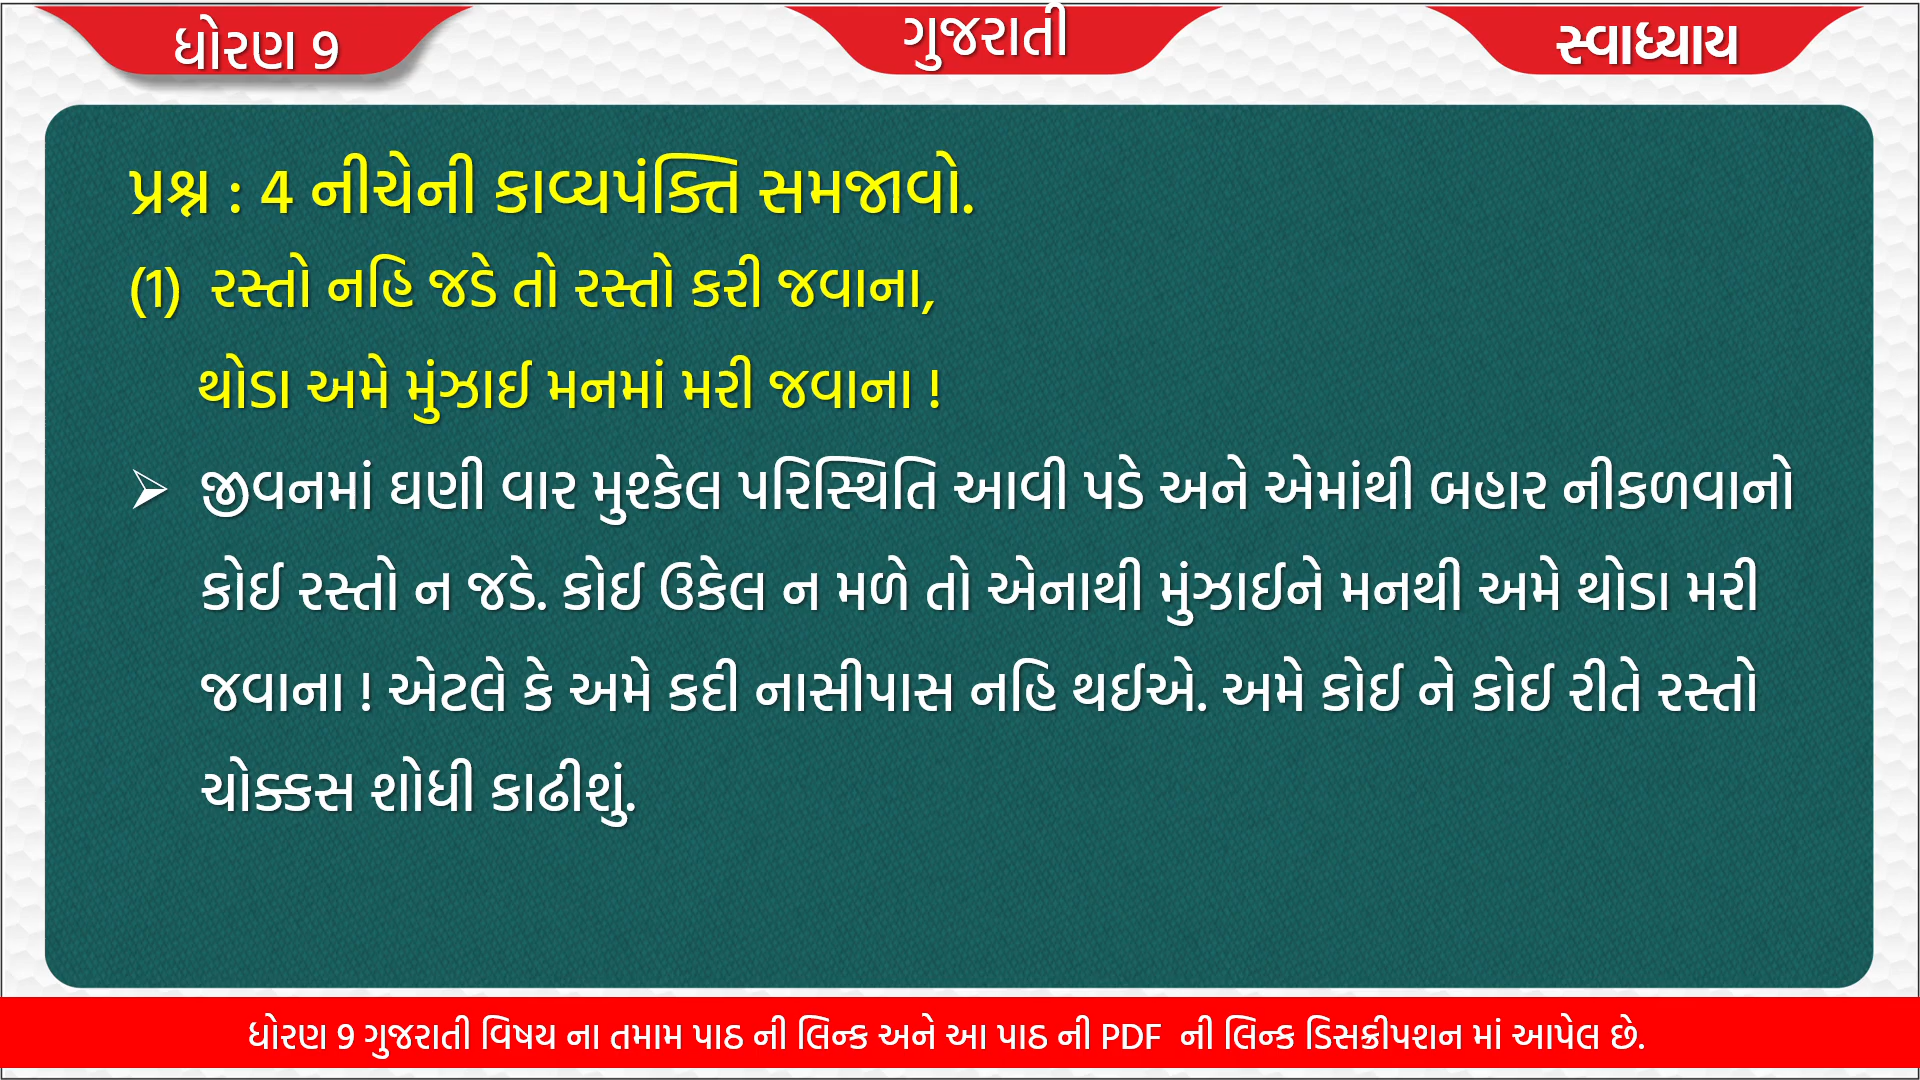 ધોરણ 9
ગુજરાતી
સ્વાધ્યાય
પ્રશ્ન : 4 નીચેની કાવ્યપંક્તિ સમજાવો.
(1) રસ્તો નહિ જડે તો રસ્તો કરી જવાના,
થોડા અમે મુંઝાઈ મનમાં મરી જવાના !
➢ જીવનમાં ઘણી વાર મુશ્કેલ પરિસ્થિતિ આવી પડે અને એમાંથી બહાર નીકળવાનો
કોઈ રસ્તો ન જડે. કોઈ ઉકેલ ન મળે તો એનાથી મુંઝાઈને મનથી અમે થોડા મરી
જવાના ! એટલે કે અમે કદી નાસીપાસ નહિ થઈએ. અમે કોઈ ને કોઈ રીતે રસ્તો
ચોક્કસ શોધી કાઢીશું.
ધોરણ 9 ગુજરાતી વિષય ના તમામ પાઠ ની લિન્ક અને આ પાઠ ની PDF ની લિન્ક ડિસક્રીપશન માં આપેલ છે.